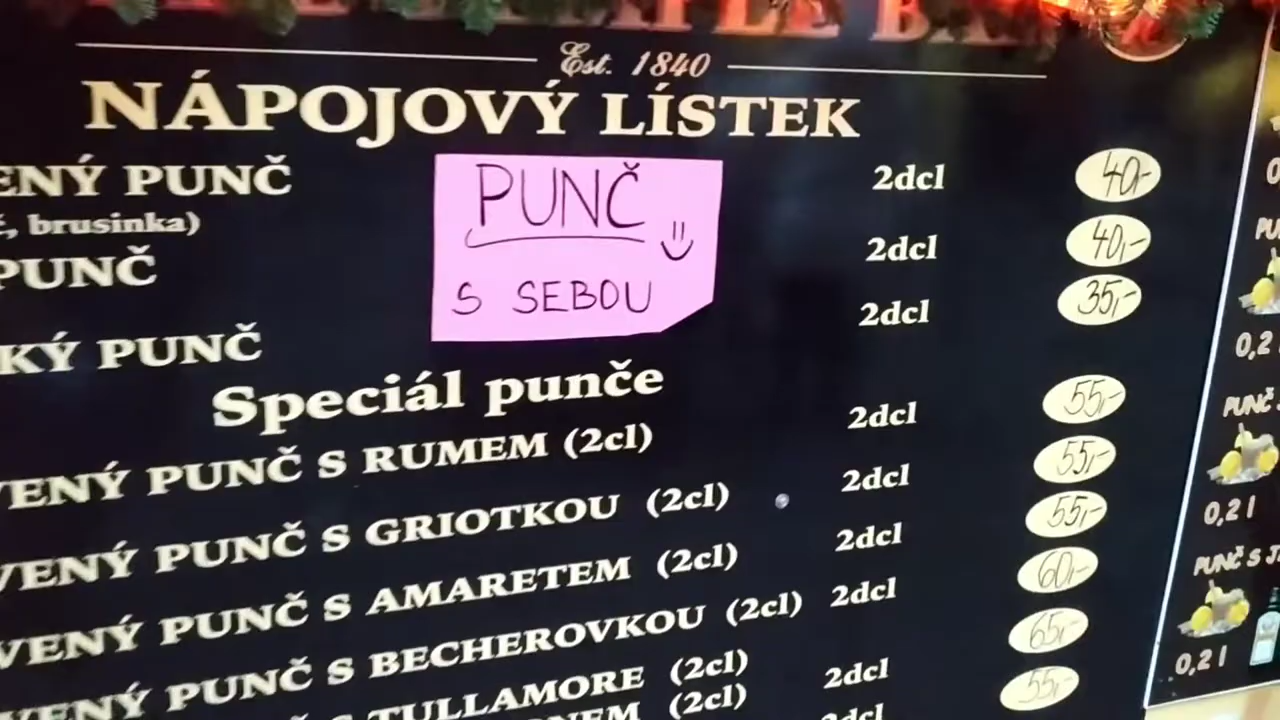 Est. 1840
NÁPOJOVÝ LÍSTEK
ENÝ PUNČ 2dcl 40,-
č, brusinka)
PUNČ 2dcl 40,-
KÝ PUNČ 2dcl 35,-
PUNČ
S SEBOU
Speciál punče
VENÝ PUNČ S RUMEM (2cl) 2dcl 55,-
VENÝ PUNČ S GRIOTKOU (2cl) 2dcl 55,-
VENÝ PUNČ S AMARETEM (2cl) 2dcl 55,-
VENÝ PUNČ S BECHEROVKOU (2cl) 2dcl 60,-
S TULLAMORE (2cl) 2dcl 65,-
(2cl) 2dcl 55,-
0,2
PUNČ
0,2 l
PUNČ S
0,2 l